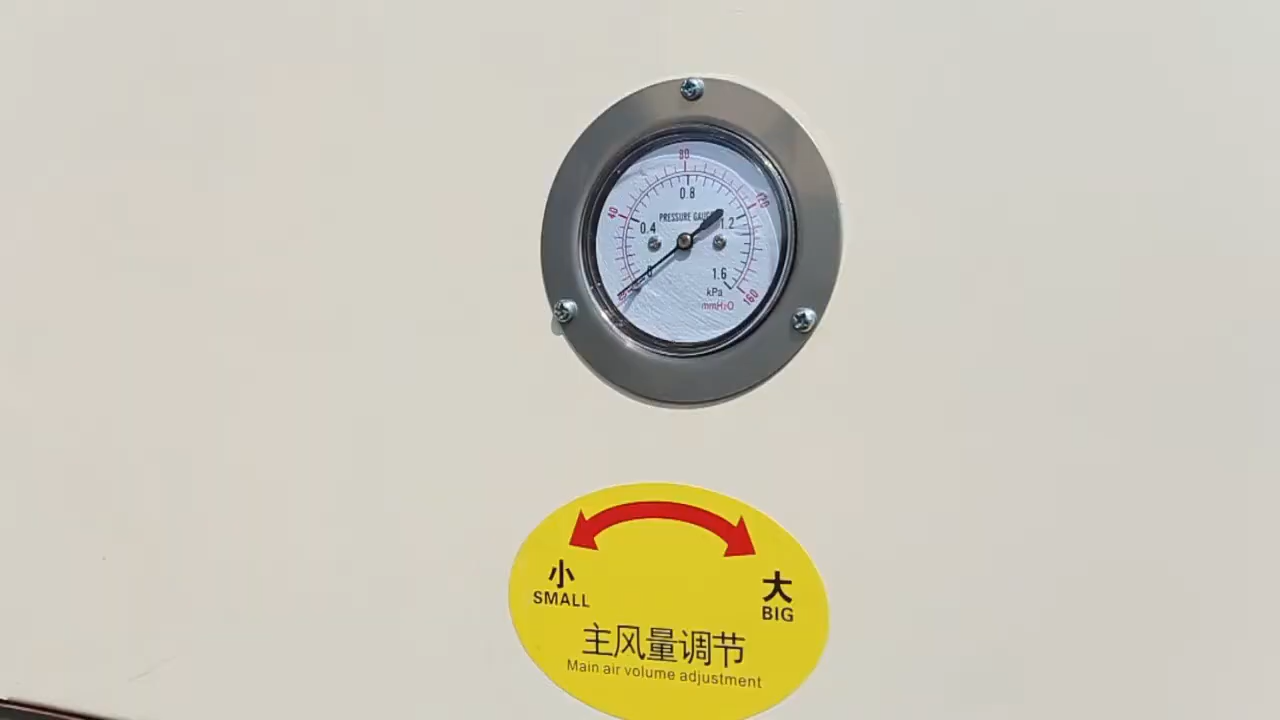 80
0.8
40
120
PRESSURE GAUGE
0.4
1.2
0
1.6
kPa
160
mmH₂O
小
大
SMALL
BIG
主风量调节
Main air volume adjustment